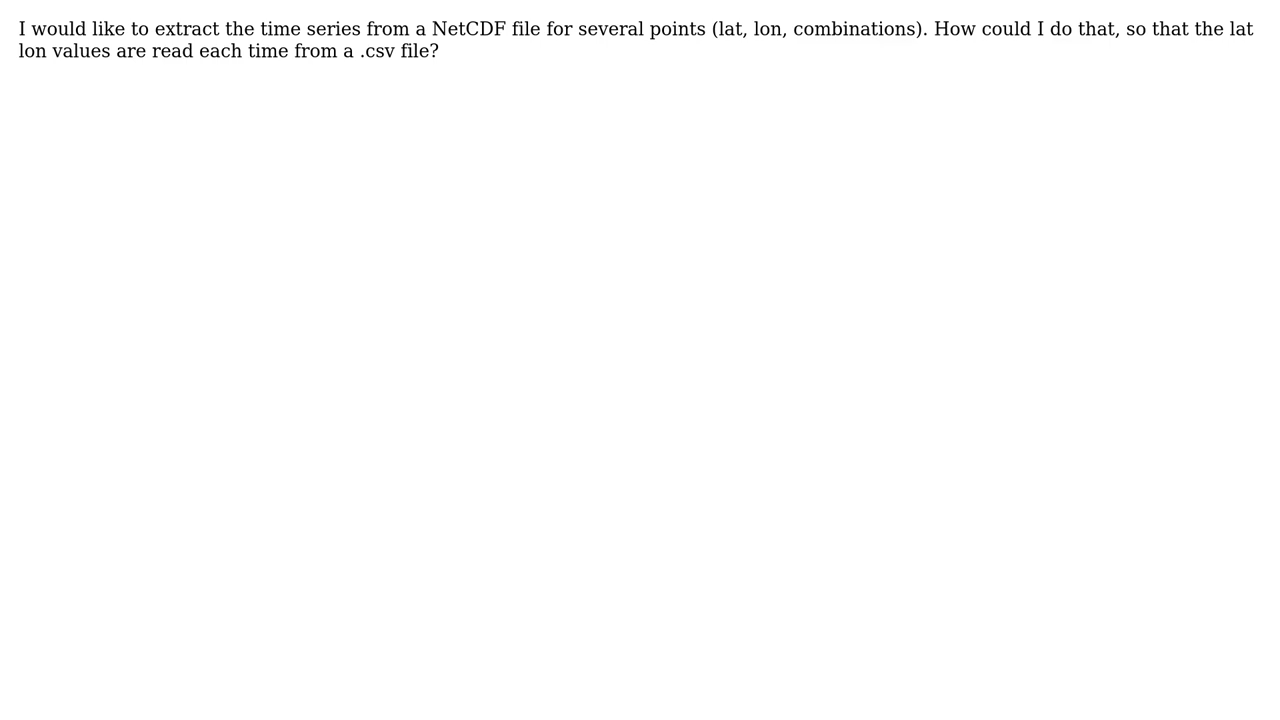 I would like to extract the time series from a NetCDF file for several points (lat, lon, combinations). How could I do that, so that the lat
lon values are read each time from a .csv file?